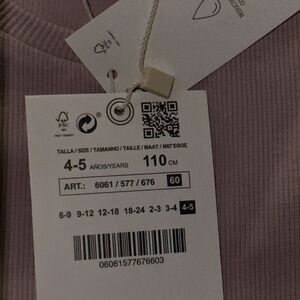 FSC
TALLA / SIZE / TAMANHO / TAILLE / MAAT / ΜΕΓΕΘΟΣ
4-5 AÑOS/YEARS 110 CM
ART.: 6061 / 577 / 676 60
6-9 9-12 12-18 18-24 2-3 3-4 4-5
06061577676603